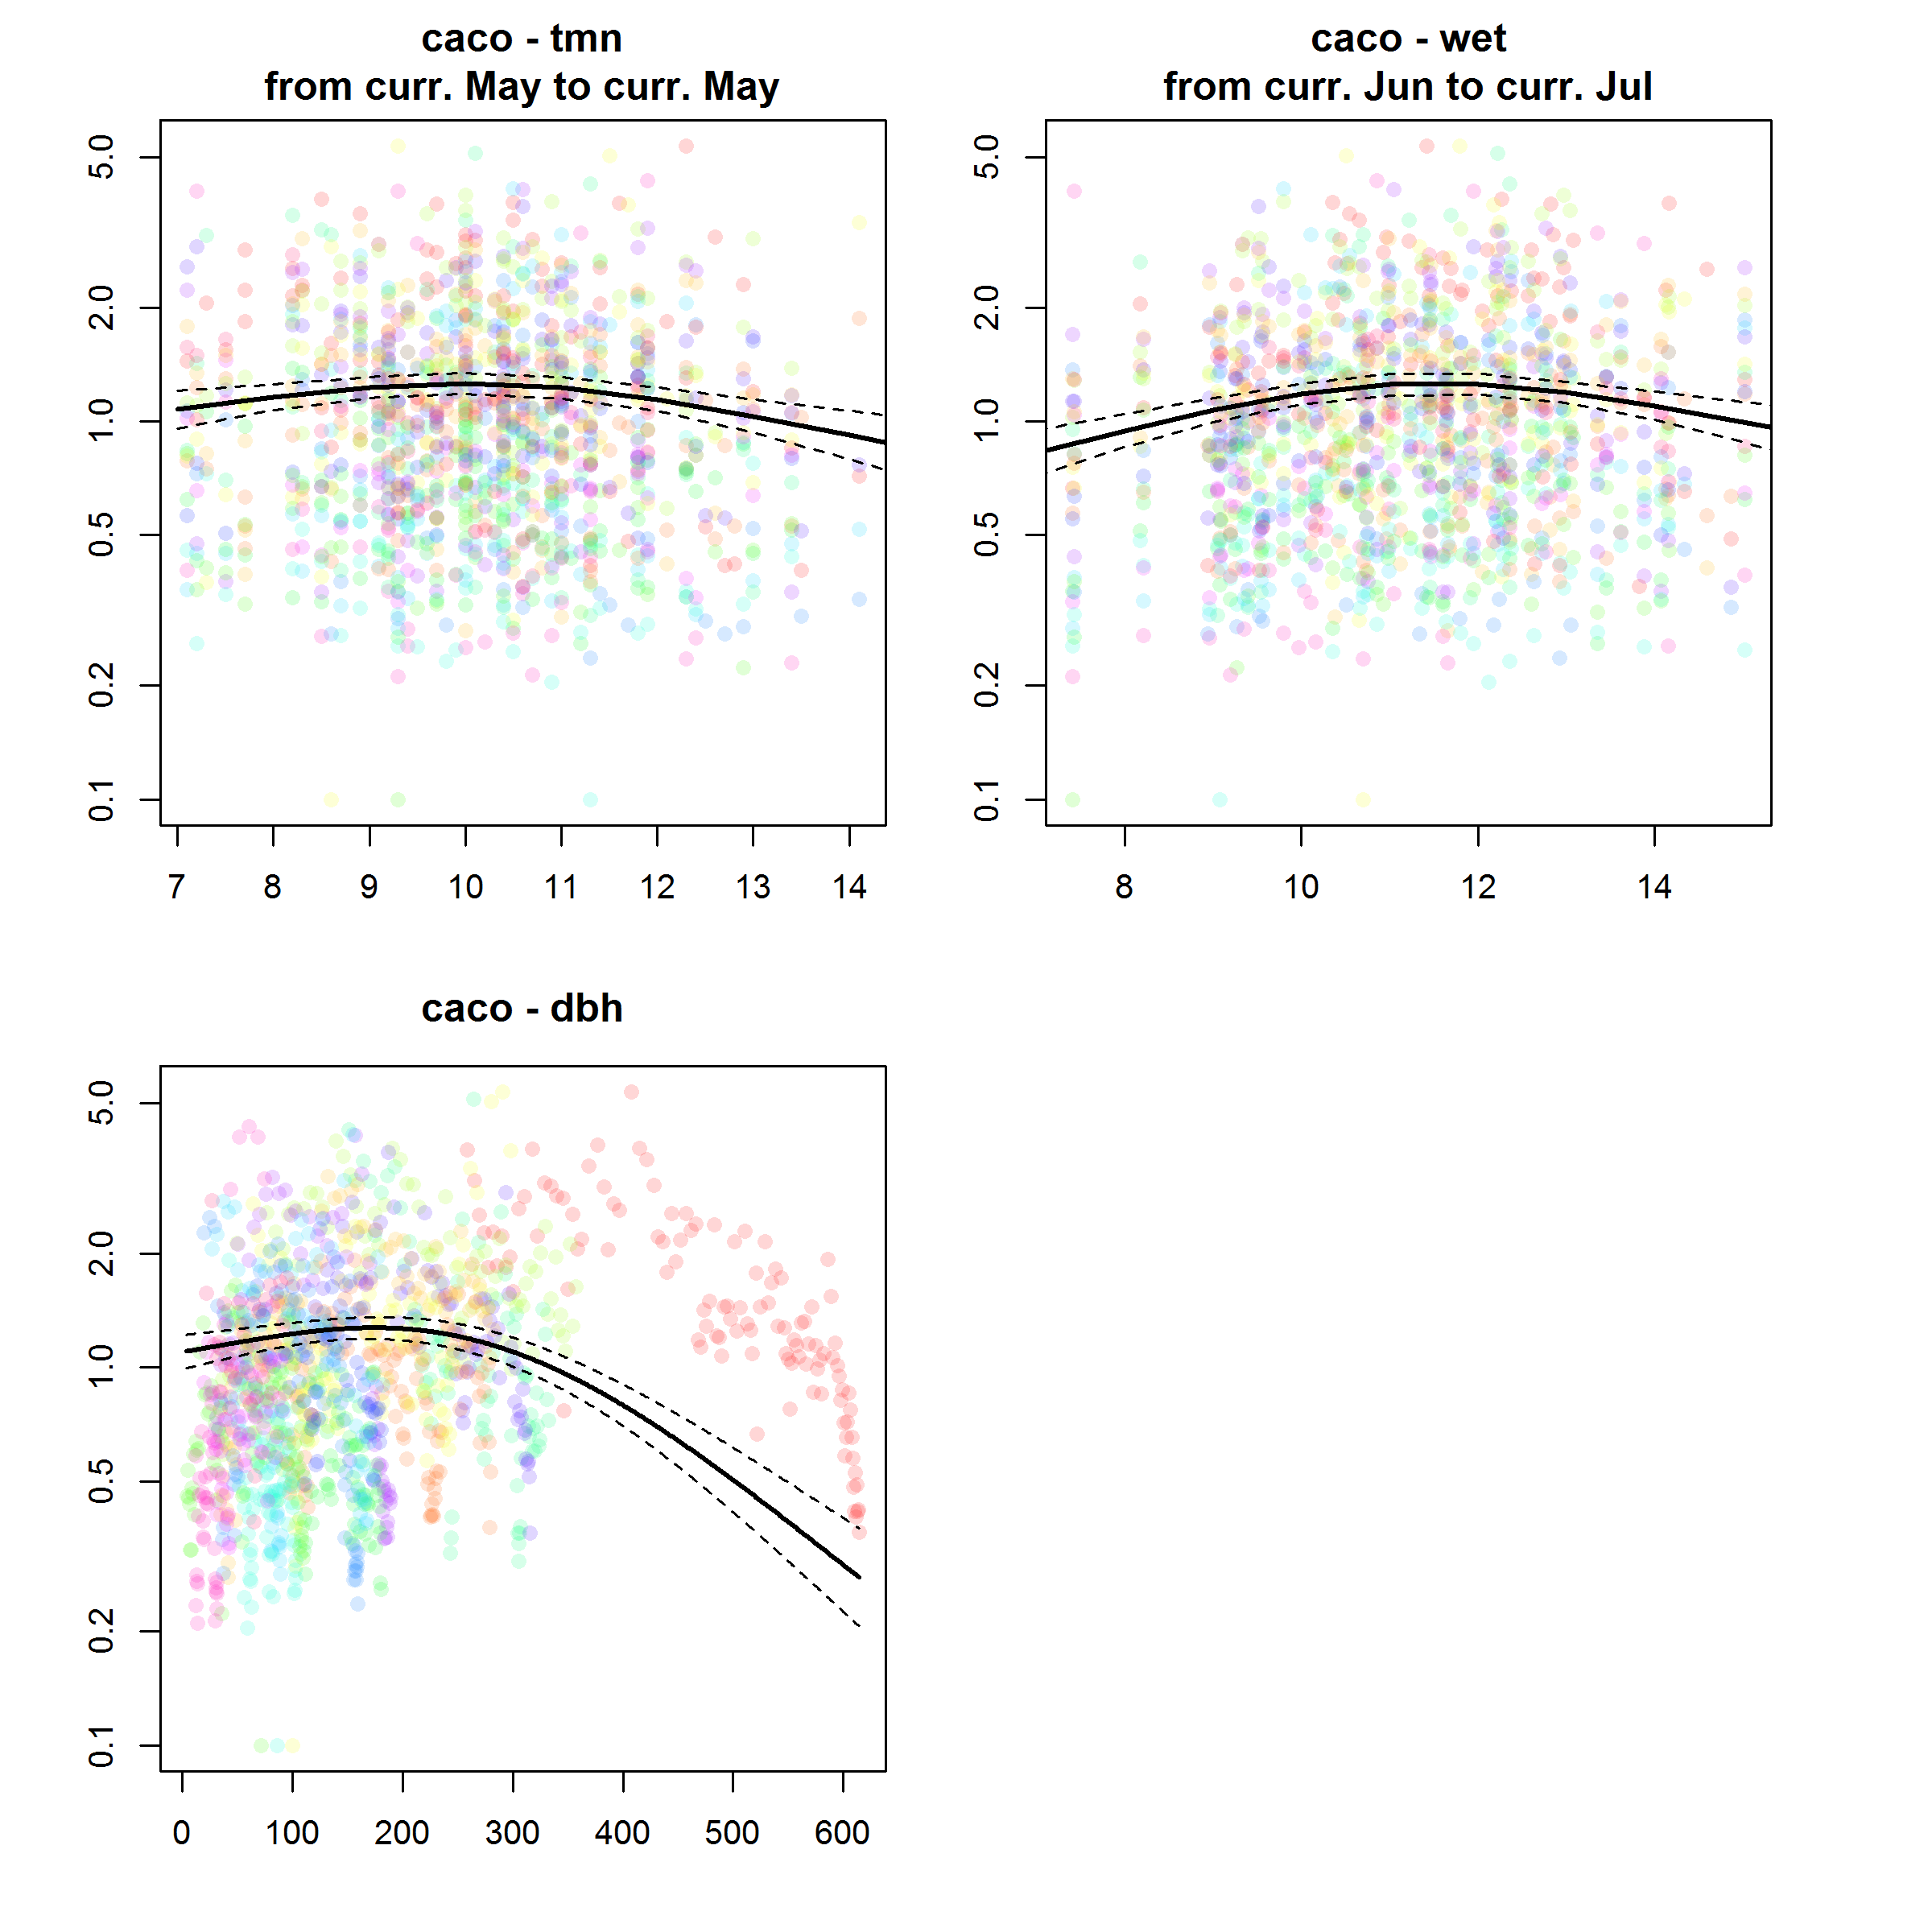 caco - tmn
from curr. May to curr. May
5.0
2.0
1.0
0.5
0.2
0.1
7 8 9 10 11 12 13 14
caco - wet
from curr. Jun to curr. Jul
5.0
2.0
1.0
0.5
0.2
0.1
8 10 12 14
caco - dbh
5.0
2.0
1.0
0.5
0.2
0.1
0 100 200 300 400 500 600